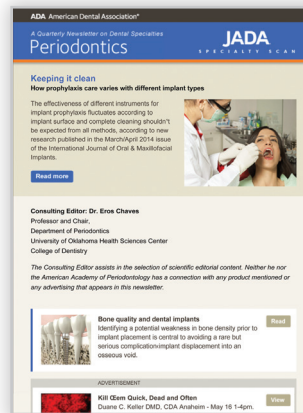 ADA American Dental Association®
A Quarterly Newsletter on Dental Specialties
Periodontics
JADA
SPECIALTY SCAN
Keeping it clean
How prophylaxis care varies with different implant types
The effectiveness of different instruments for
implant prophylaxis fluctuates according to
implant surface and complete cleaning shouldn't
be expected from all methods, according to new
research published in the March/April 2014 issue
of the International Journal of Oral & Maxillofacial
Implants.
Read more
Consulting Editor: Dr. Eros Chaves
Professor and Chair,
Department of Periodontics
University of Oklahoma Health Sciences Center
College of Dentistry
The Consulting Editor assists in the selection of scientific editorial content. Neither he nor
the American Academy of Periodontology has a connection with any product mentioned or
any advertising that appears in this newsletter.
Bone quality and dental implants
Identifying a potential weakness in bone density prior to
implant placement is central to avoiding a rare but
serious complication-implant displacement into an
osseous void.
Read
ADVERTISEMENT
Kill Œem Quick, Dead and Often
Duane C. Keller DMD, CDA Anaheim - May 16 1-4pm.
View